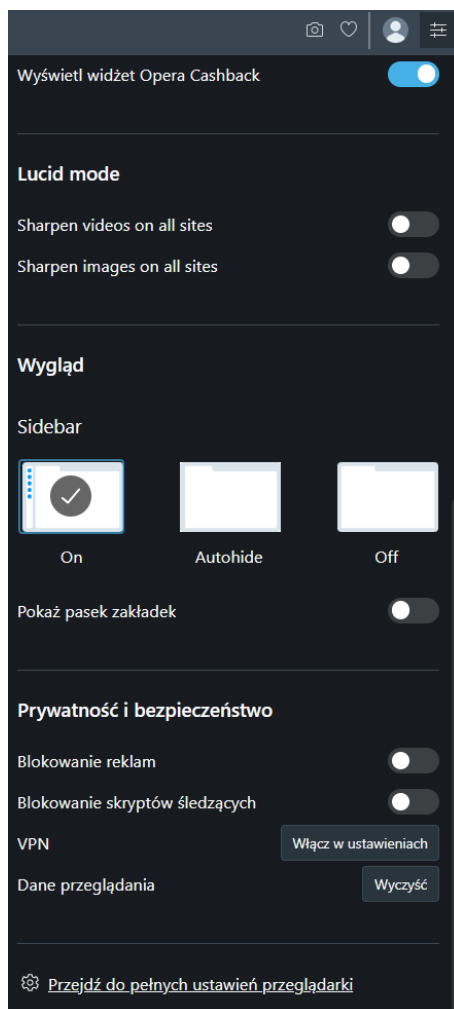 Wyświetl widżet Opera Cashback
Lucid mode
Sharpen videos on all sites
Sharpen images on all sites
Wygląd
Sidebar
On Autohide Off
Pokaż pasek zakładek
Prywatność i bezpieczeństwo
Blokowanie reklam
Blokowanie skryptów śledzących
VPN Włącz w ustawieniach
Dane przeglądania Wyczyść
Przejdź do pełnych ustawień przeglądarki